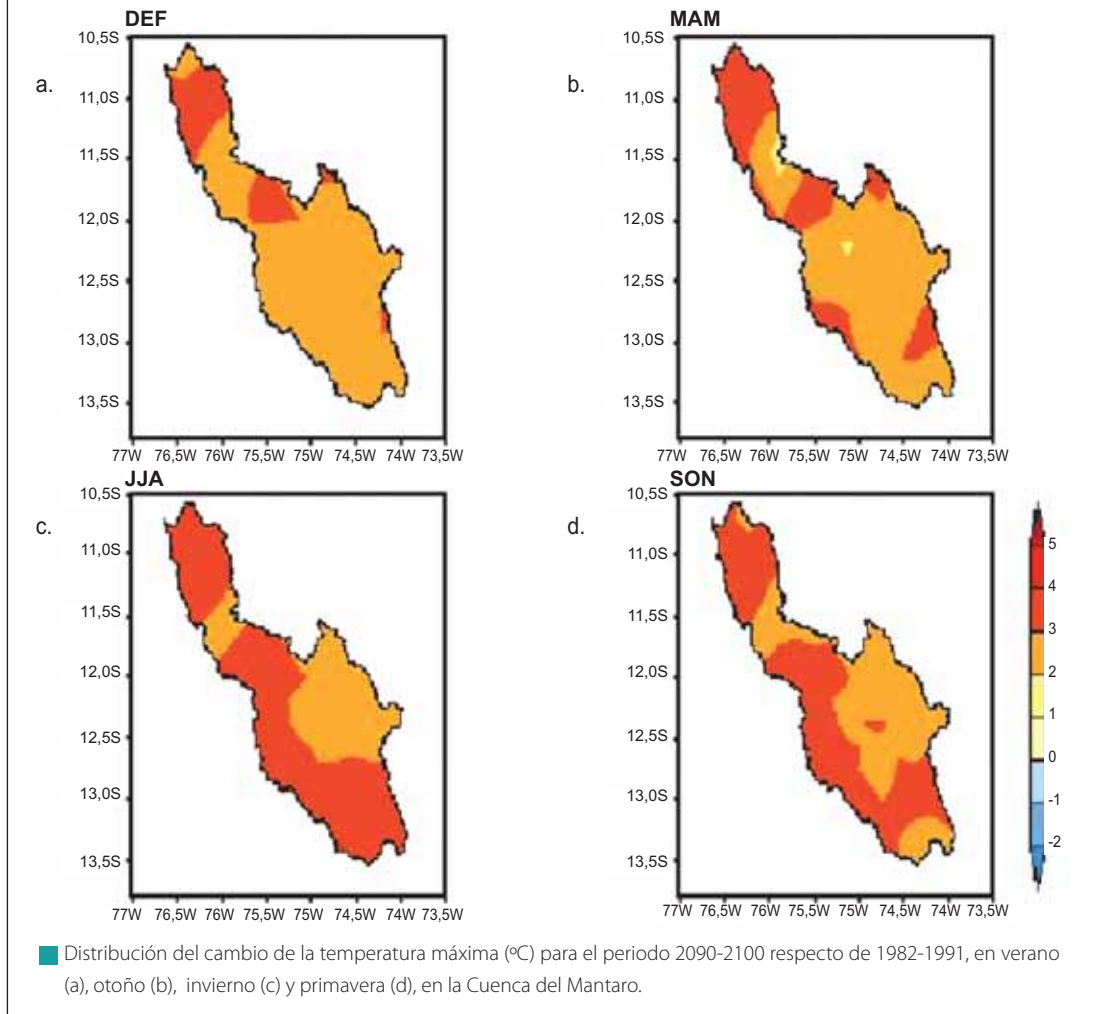 DEF
a.
10,5S
11,0S
11,5S
12,0S
12,5S
13,0S
13,5S
77W 76,5W 76W 75,5W 75W 74,5W 74W 73,5W
MAM
b.
10,5S
11,0S
11,5S
12,0S
12,5S
13,0S
13,5S
77W 76,5W 76W 75,5W 75W 74,5W 74W 73,5W
JJA
c.
10,5S
11,0S
11,5S
12,0S
12,5S
13,0S
13,5S
77W 76,5W 76W 75,5W 75W 74,5W 74W 73,5W
SON
d.
10,5S
11,0S
11,5S
12,0S
12,5S
13,0S
13,5S
77W 76,5W 76W 75,5W 75W 74,5W 74W 73,5W
5
4
3
2
1
0
-1
-2
Distribución del cambio de la temperatura máxima (ºC) para el periodo 2090-2100 respecto de 1982-1991, en verano
(a), otoño (b), invierno (c) y primavera (d), en la Cuenca del Mantaro.